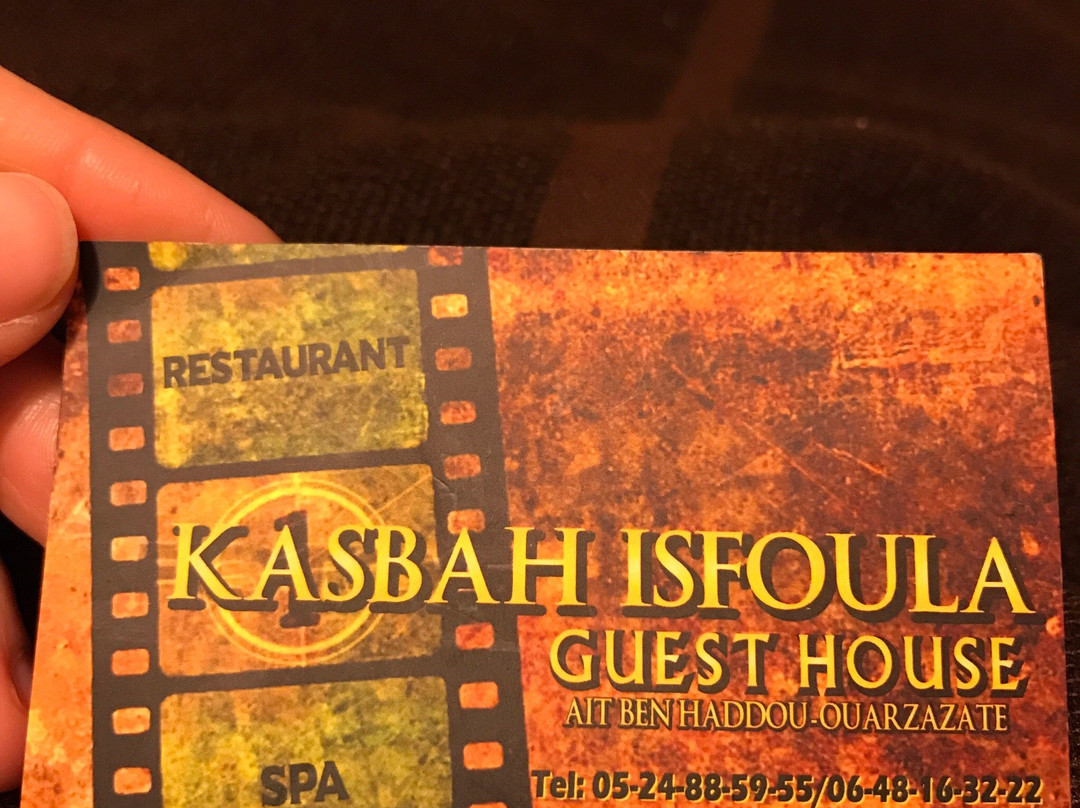 RESTAURANT
1
KASBAH ISFOULA
GUEST HOUSE
AIT BEN HADDOU-OUARZAZATE
SPA
Tel: 05-24-88-59-55/06-48-16-32-22